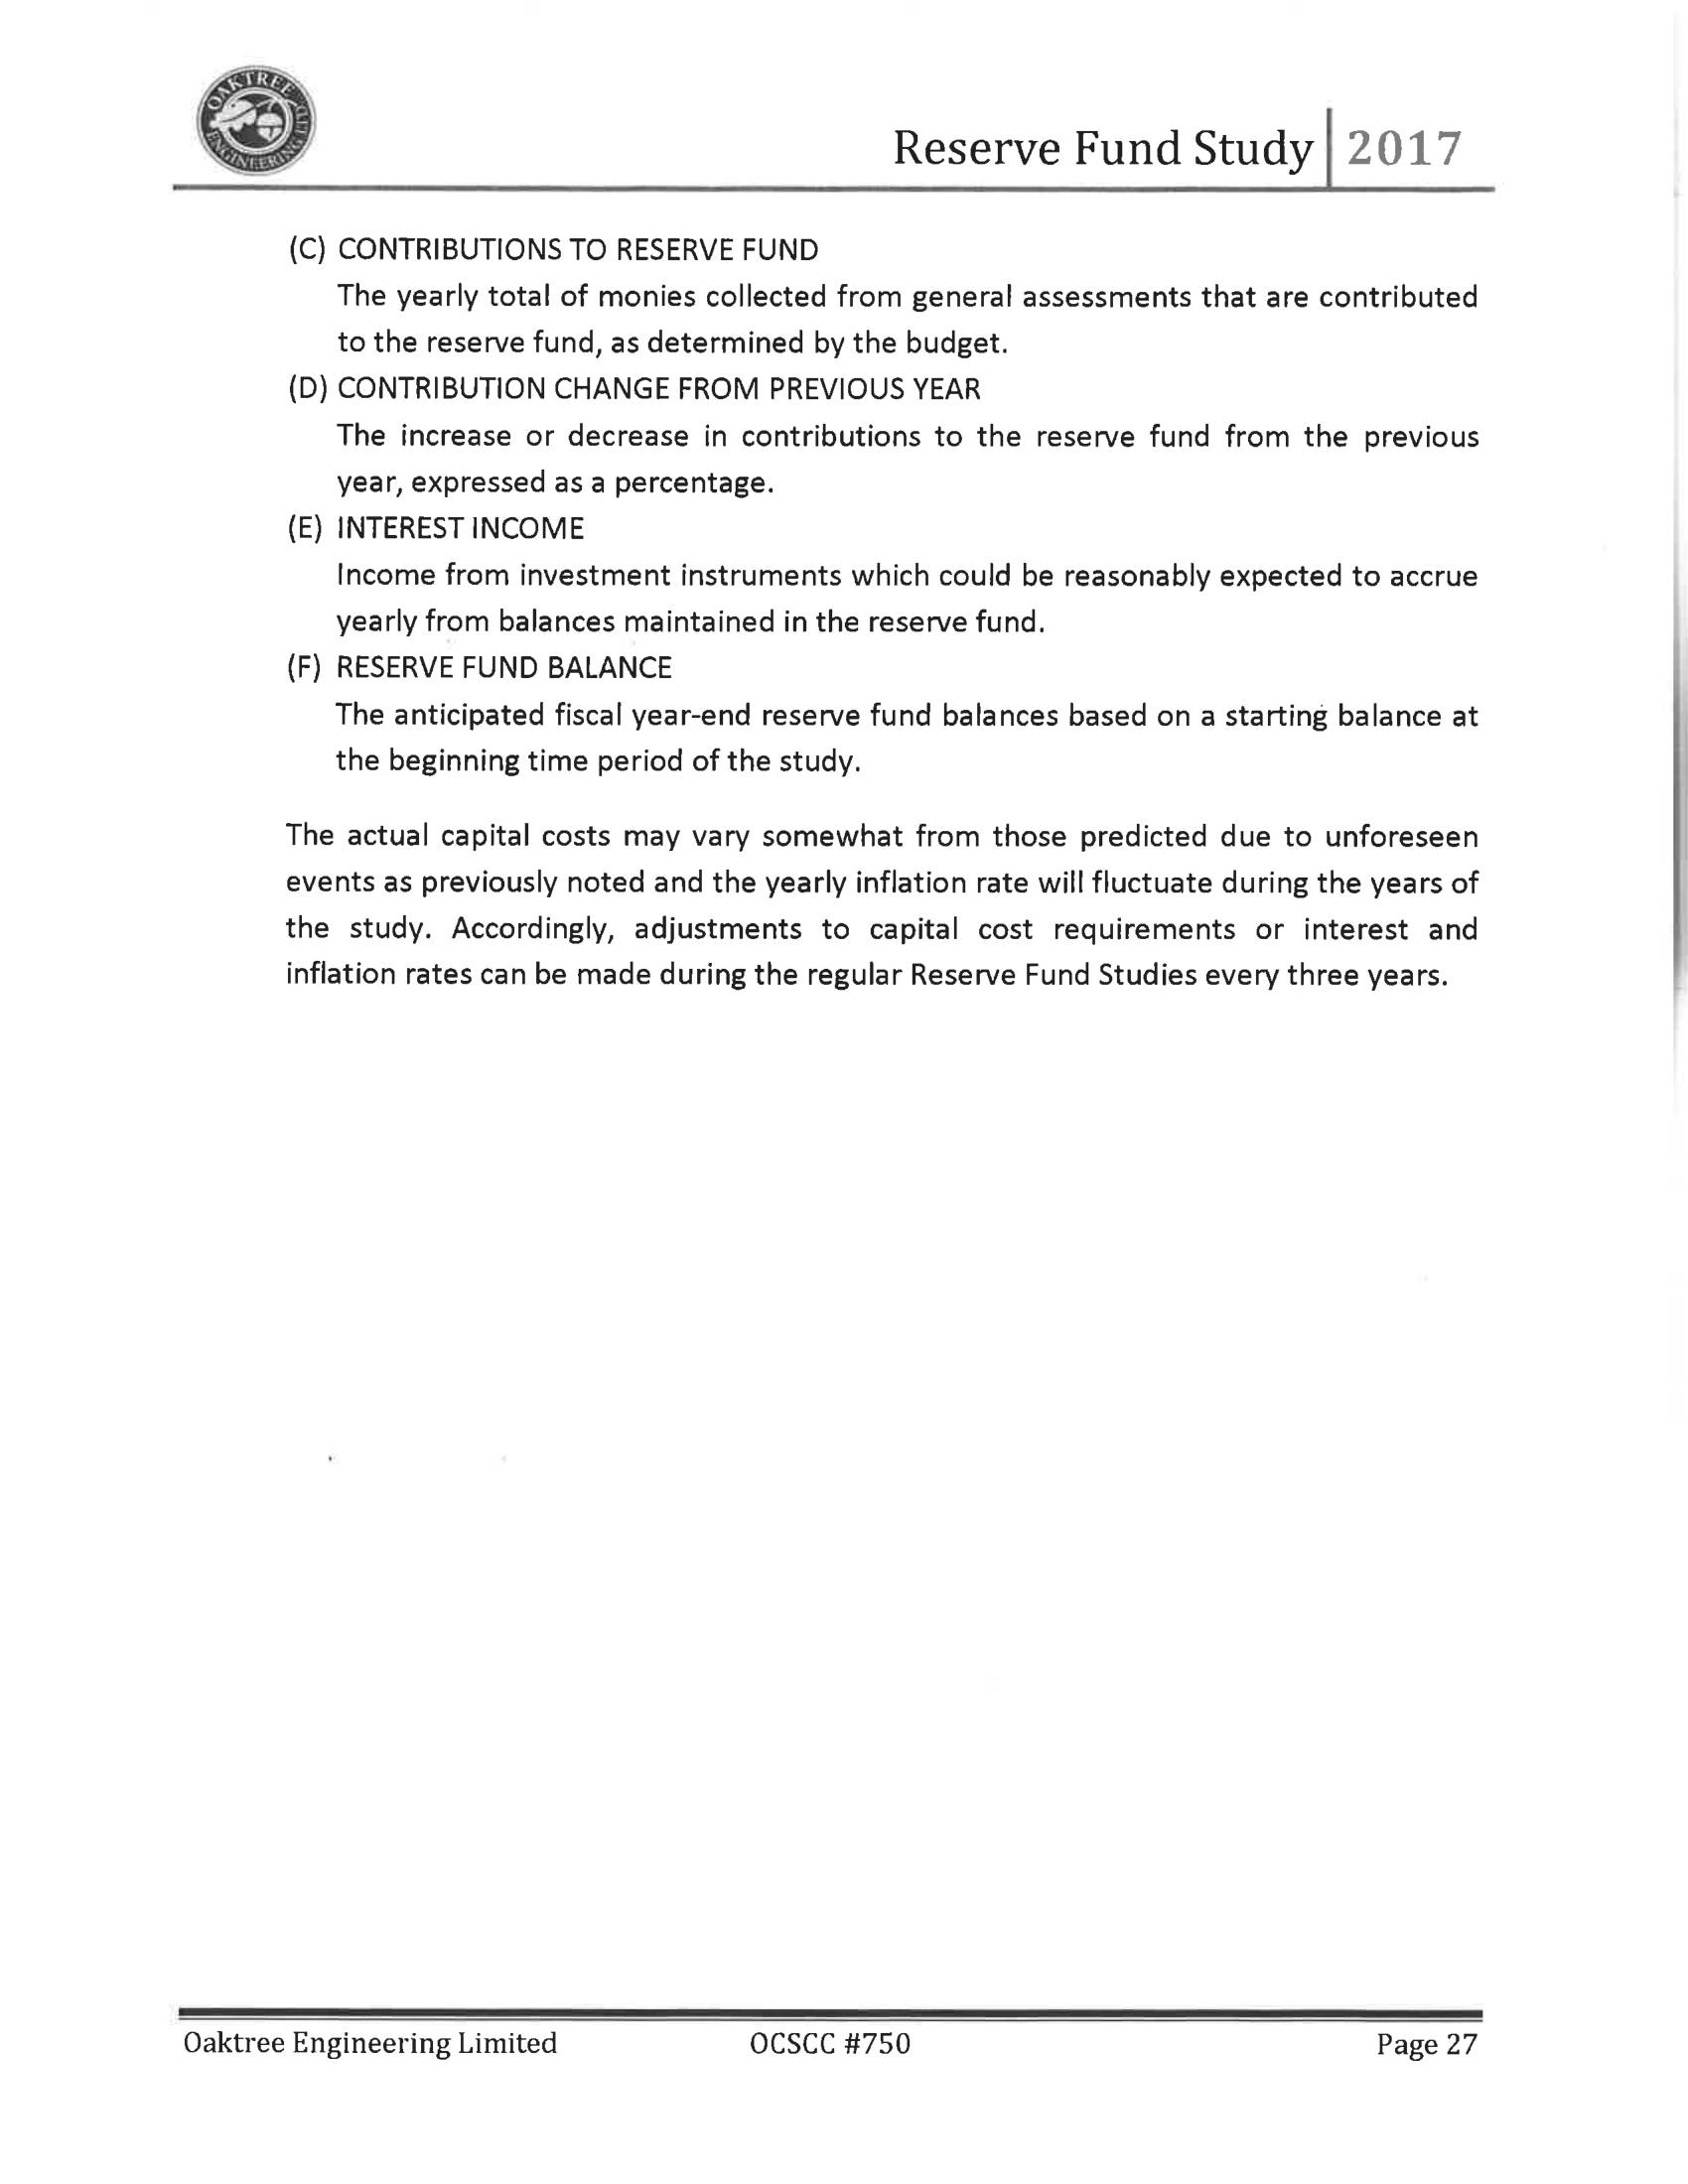 OAKTREE ENGINEERING LTD
Reserve Fund Study 2017
(C) CONTRIBUTIONS TO RESERVE FUND
The yearly total of monies collected from general assessments that are contributed
to the reserve fund, as determined by the budget.
(D) CONTRIBUTION CHANGE FROM PREVIOUS YEAR
The increase or decrease in contributions to the reserve fund from the previous
year, expressed as a percentage.
(E) INTEREST INCOME
Income from investment instruments which could be reasonably expected to accrue
yearly from balances maintained in the reserve fund.
(F) RESERVE FUND BALANCE
The anticipated fiscal year-end reserve fund balances based on a starting balance at
the beginning time period of the study.
The actual capital costs may vary somewhat from those predicted due to unforeseen
events as previously noted and the yearly inflation rate will fluctuate during the years of
the study. Accordingly, adjustments to capital cost requirements or interest and
inflation rates can be made during the regular Reserve Fund Studies every three years.
Oaktree Engineering Limited OCSCC #750 Page 27